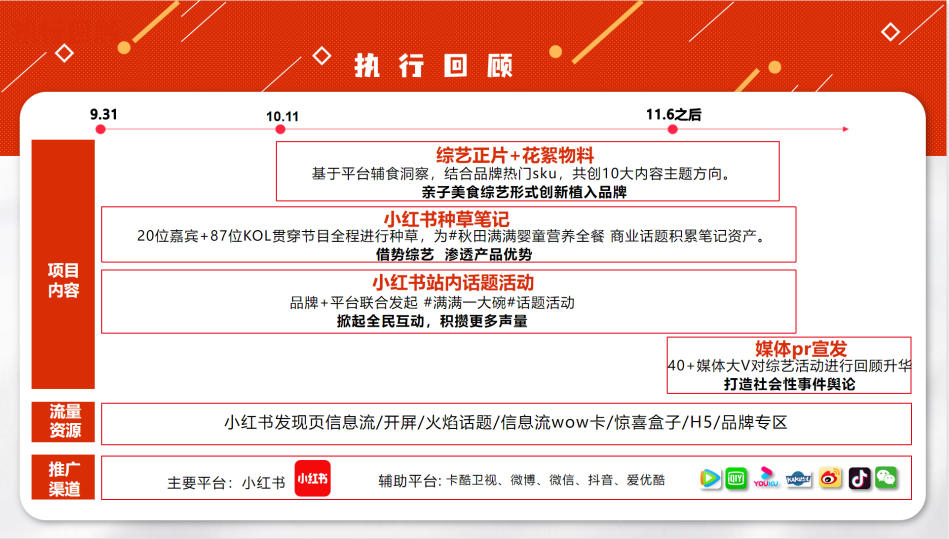 执行回顾
9.31
10.11
11.6之后
项目
内容
综艺正片+花絮物料
基于平台辅食洞察，结合品牌热门sku，共创10大内容主题方向。
亲子美食综艺形式创新植入品牌
小红书种草笔记
20位嘉宾+87位KOL贯穿节目全程进行种草，为#秋田满满婴童营养全餐 商业话题积累笔记资产。
借势综艺 渗透产品优势
小红书站内话题活动
品牌+平台联合发起 #满满一大碗#话题活动
掀起全民互动，积攒更多声量
媒体pr宣发
40+媒体大V对综艺活动进行回顾升华
打造社会性事件舆论
流量
资源
小红书发现页信息流/开屏/火焰话题/信息流wow卡/惊喜盒子/H5/品牌专区
推广
渠道
主要平台：小红书
小红书
辅助平台: 卡酷卫视、微博、微信、抖音、爱优酷
iQIY
YOUKU